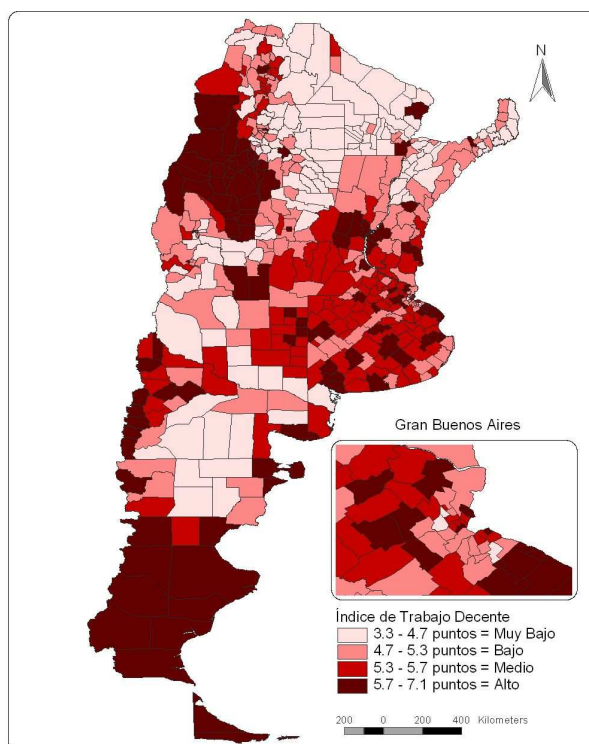 N
Gran Buenos Aires
Índice de Trabajo Decente
3.3 - 4.7 puntos = Muy Bajo
4.7 - 5.3 puntos = Bajo
5.3 - 5.7 puntos = Medio
5.7 - 7.1 puntos = Alto
200 0 200 400 Kilometers